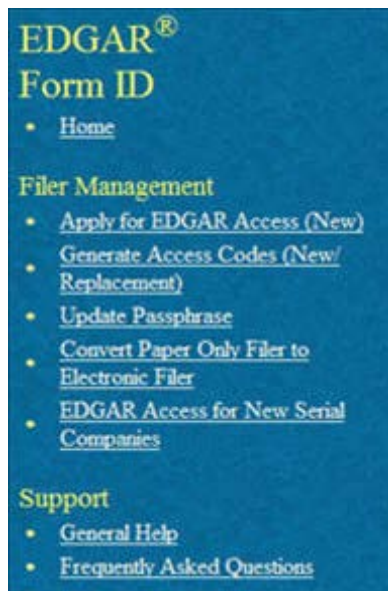 EDGAR®
Form ID
• Home
Filer Management
• Apply for EDGAR Access (New)
• Generate Access Codes (New/
Replacement)
• Update Passphrase
• Convert Paper Only Filer to
Electronic Filer
• EDGAR Access for New Serial
Companies
Support
• General Help
• Frequently Asked Questions